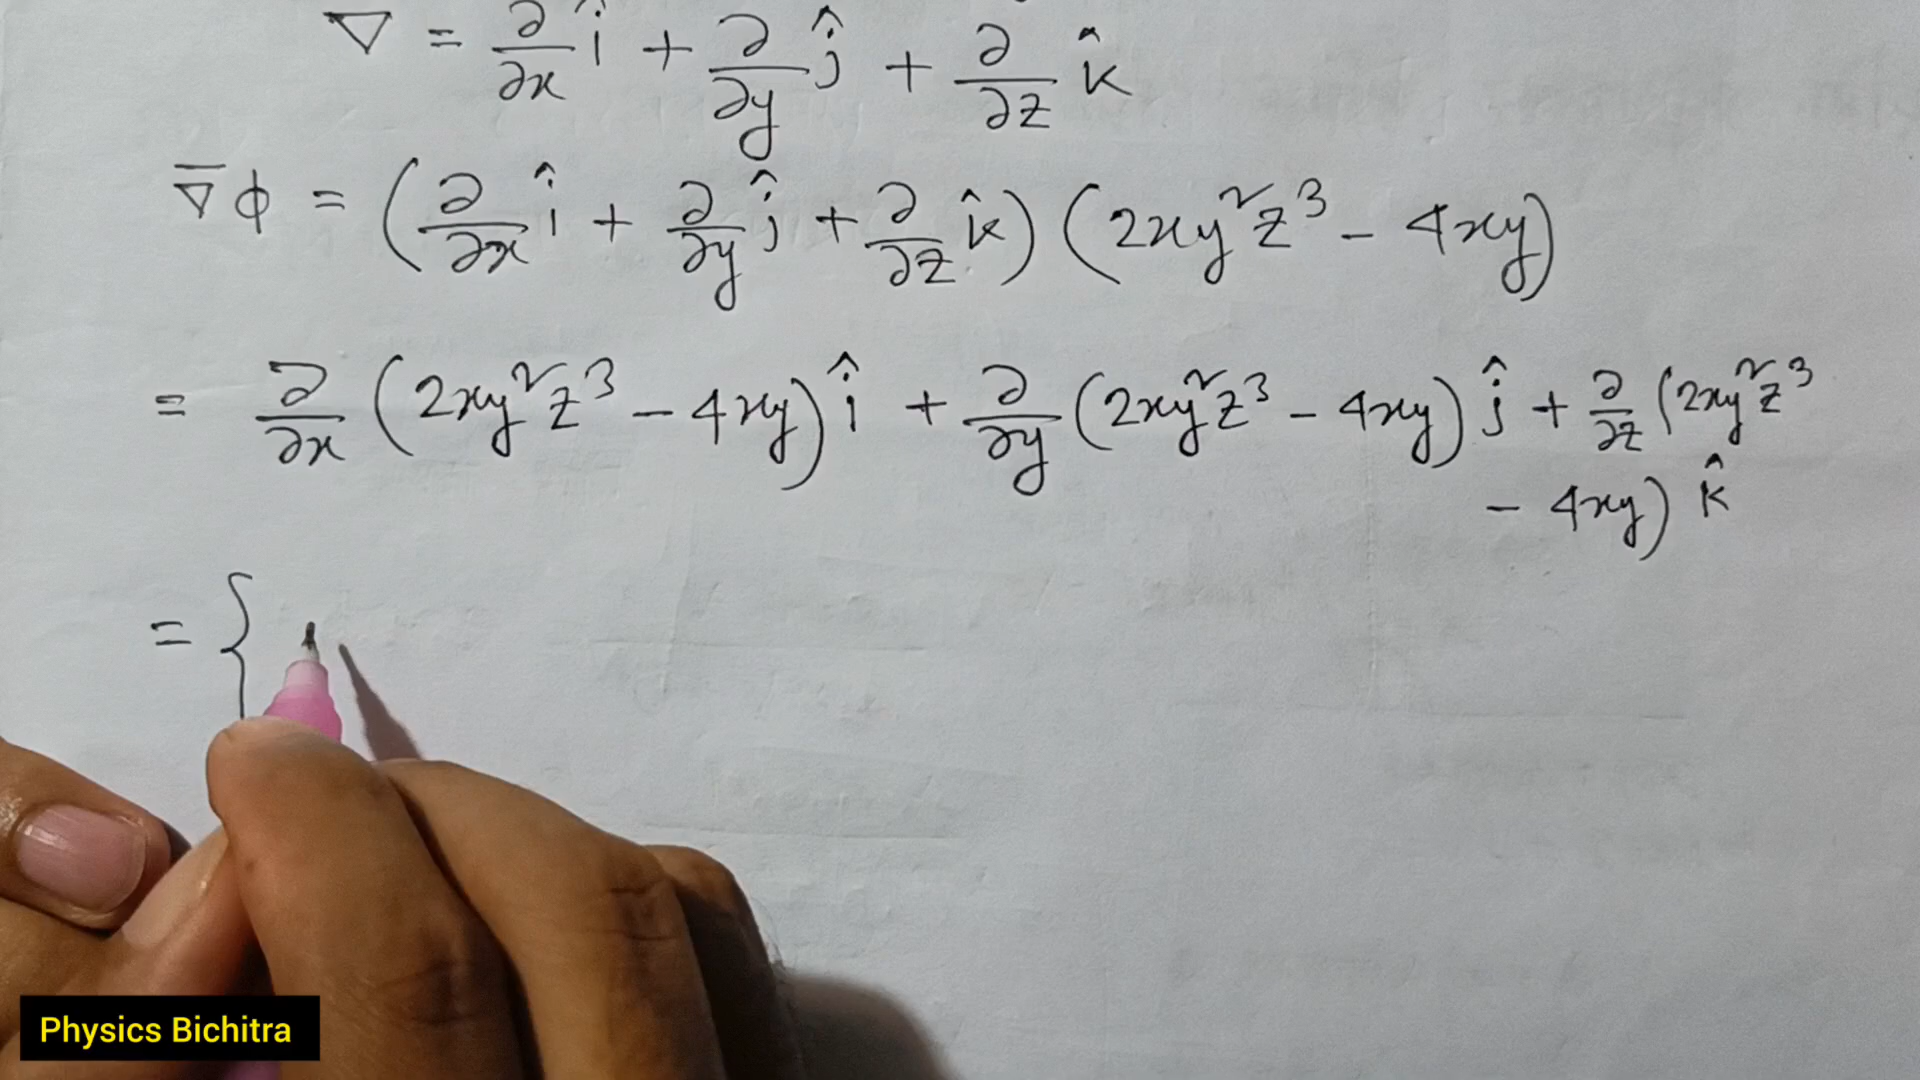 ∇ = ∂/∂x î + ∂/∂y ĵ + ∂/∂z k̂
∇̅ϕ = (∂/∂x î + ∂/∂y ĵ + ∂/∂z k̂) (2xy²z³ - 4xy)
= ∂/∂x (2xy²z³ - 4xy) î + ∂/∂y (2xy²z³ - 4xy) ĵ + ∂/∂z (2xy²z³
- 4xy) k̂
= {
Physics Bichitra